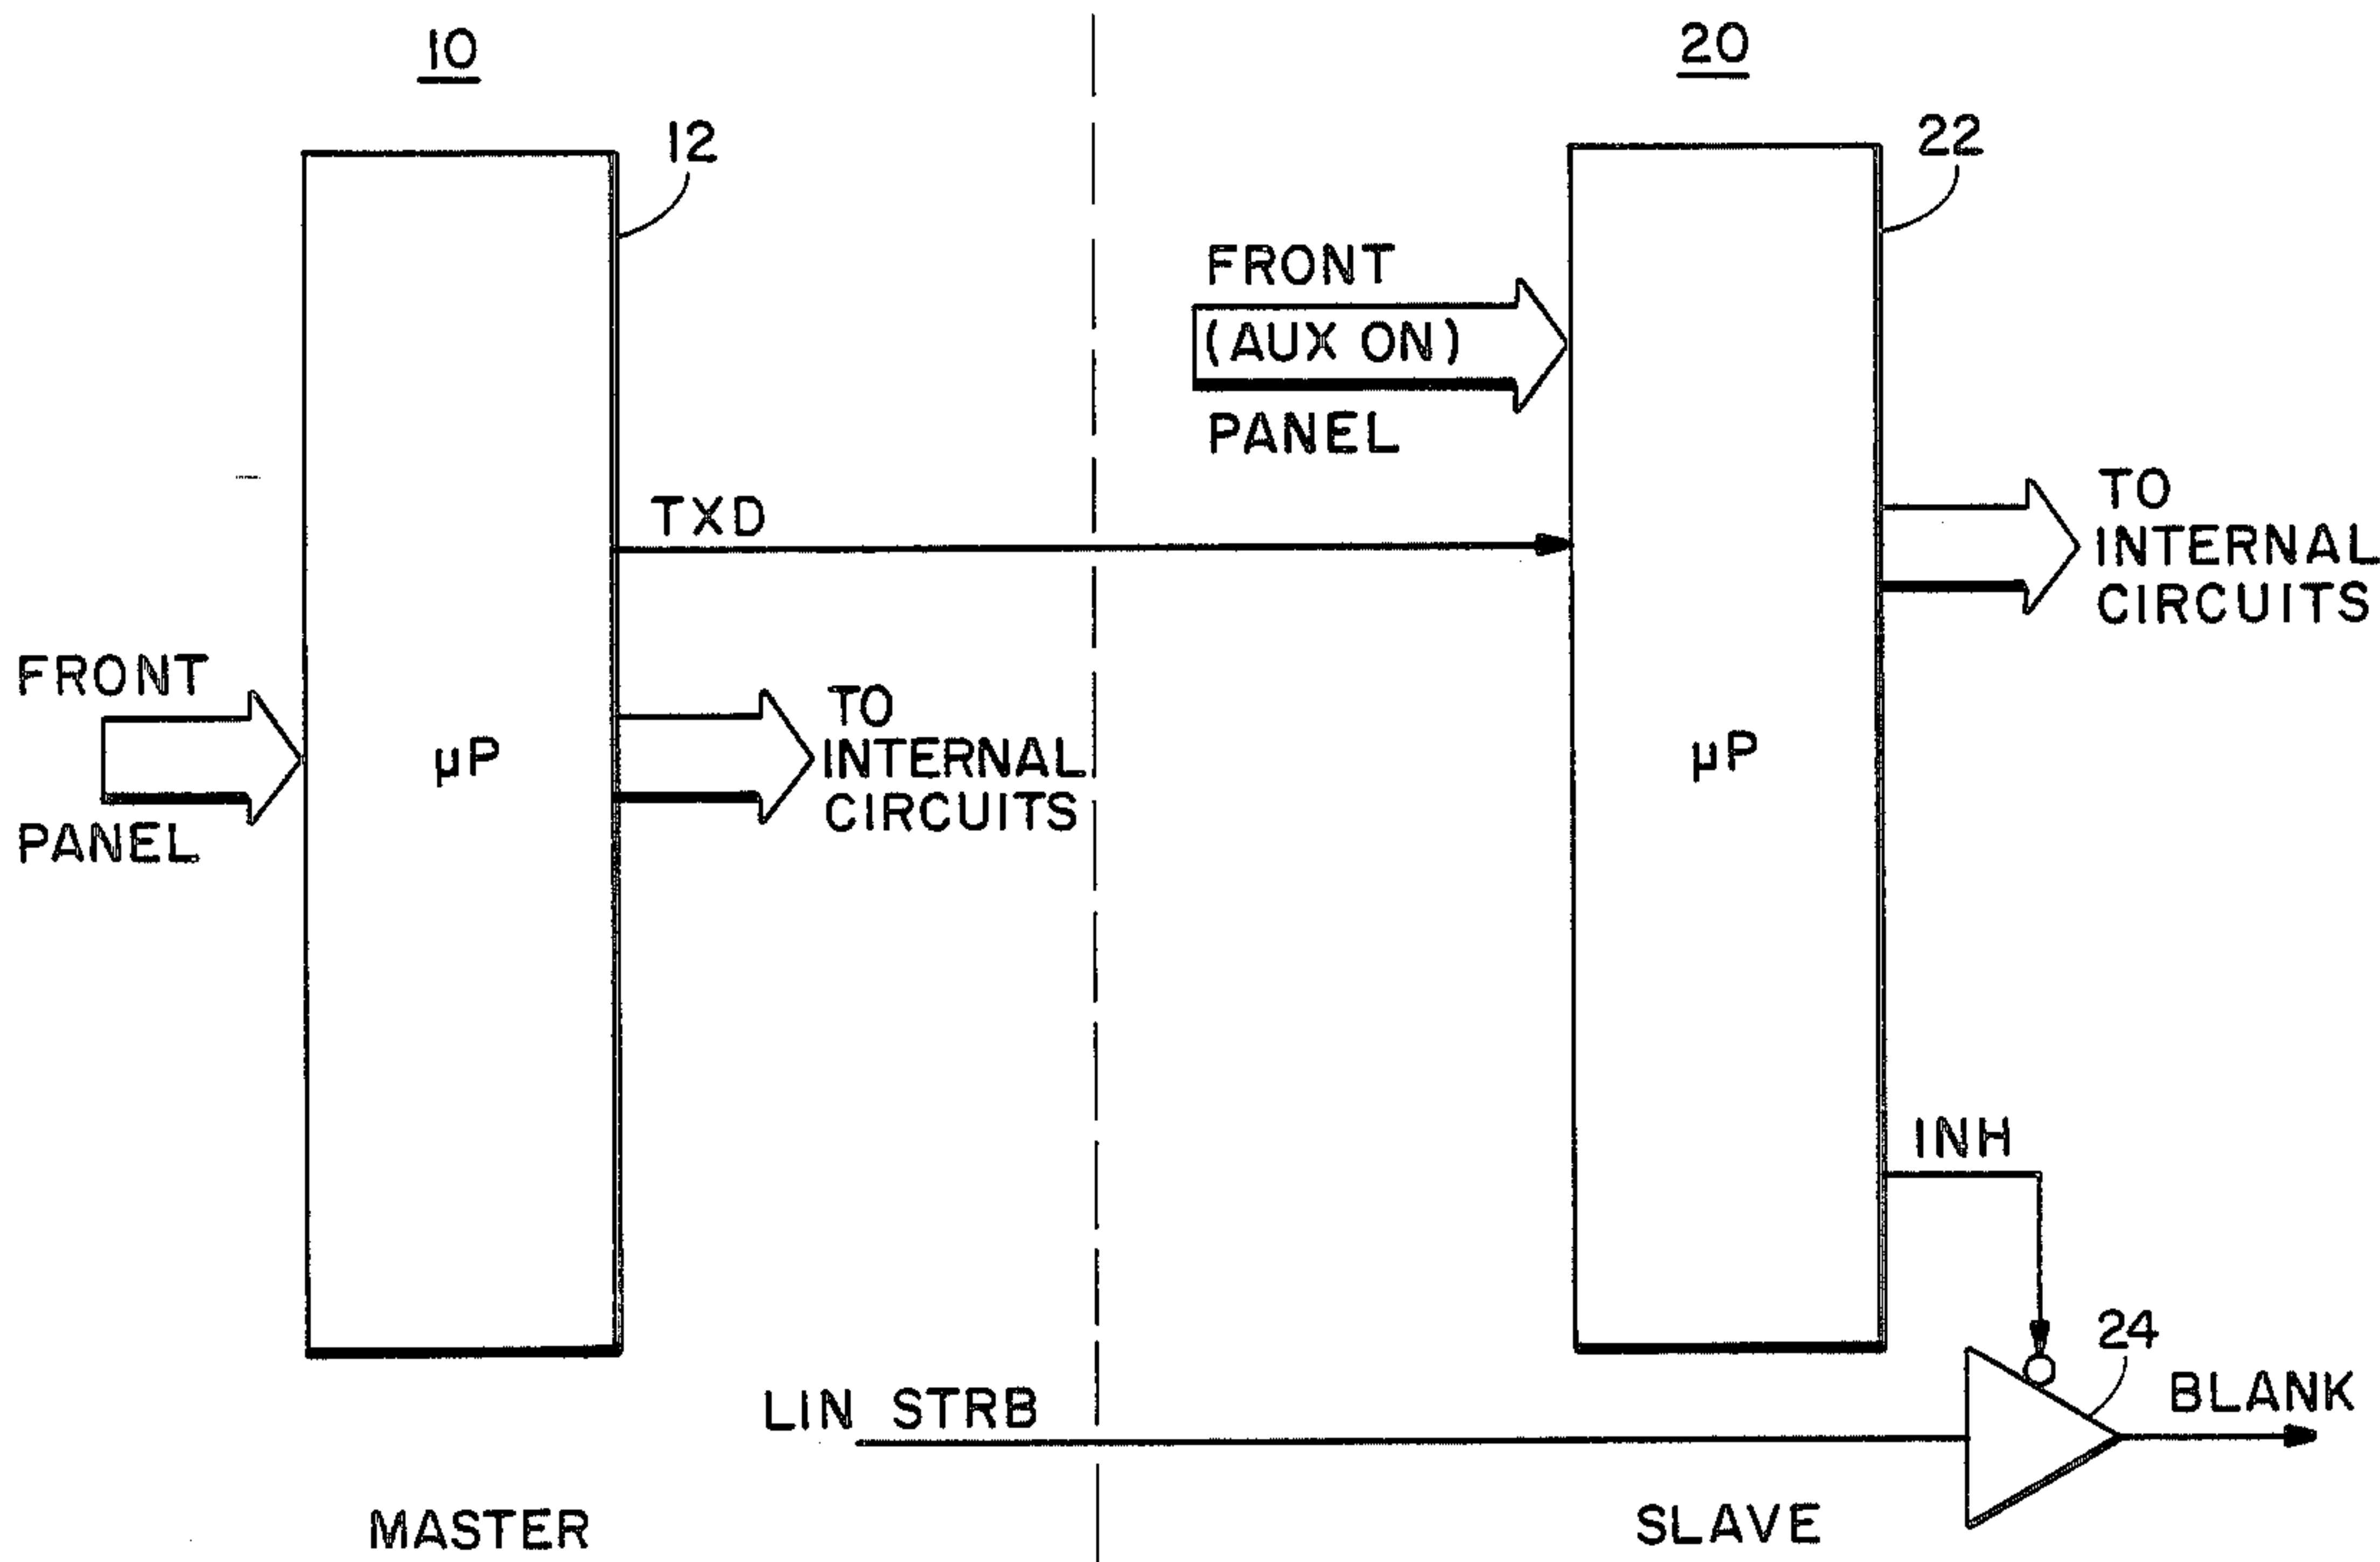 10
20
12
22
FRONT
(AUX ON)
PANEL
TXD
TO
INTERNAL
CIRCUITS
FRONT
PANEL
µP
TO
INTERNAL
CIRCUITS
µP
INH
24
LIN STRB
BLANK
MASTER
SLAVE